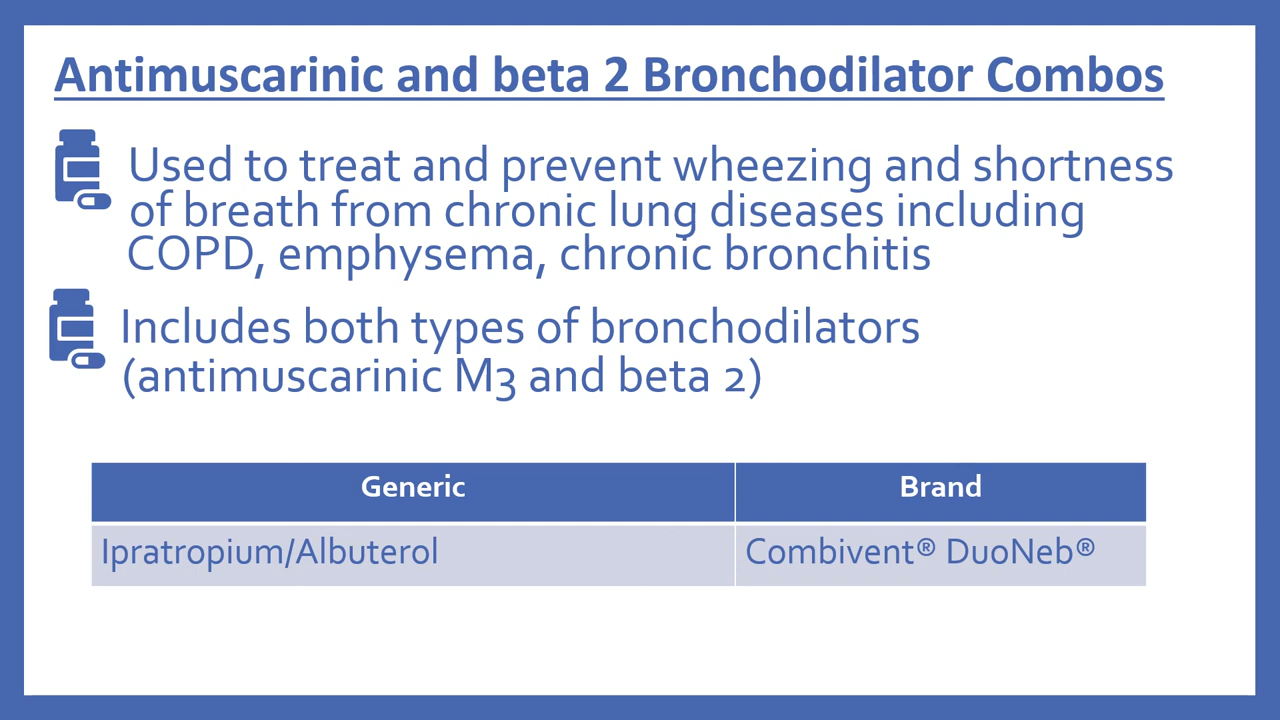 Antimuscarinic and beta 2 Bronchodilator Combos
Used to treat and prevent wheezing and shortness
of breath from chronic lung diseases including
COPD, emphysema, chronic bronchitis
Includes both types of bronchodilators
(antimuscarinic M3 and beta 2)
Generic Brand
Ipratropium/Albuterol Combivent® DuoNeb®